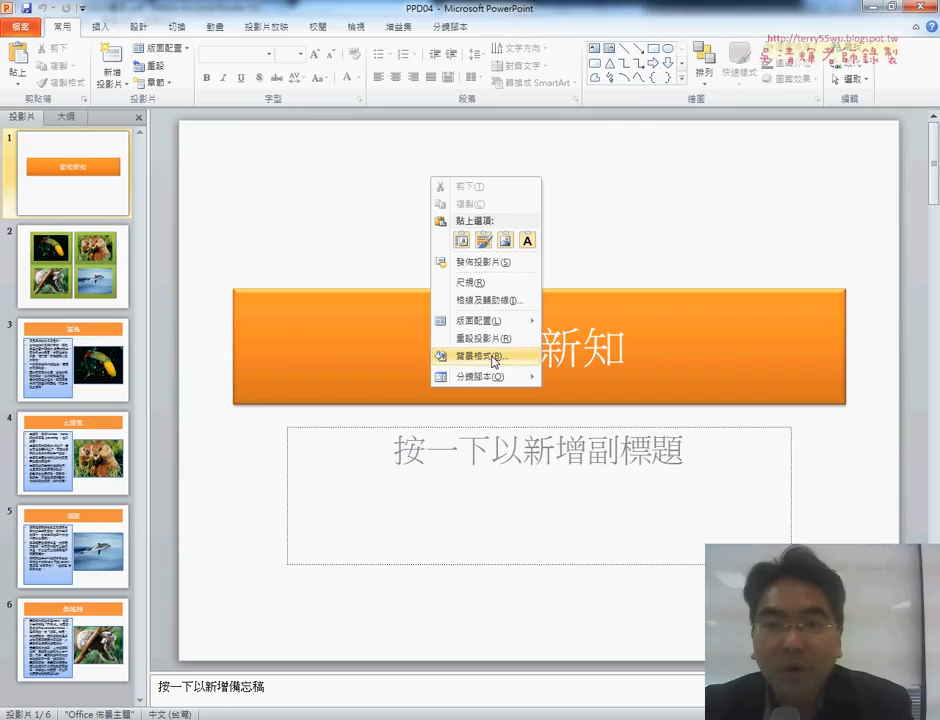 PPD04 - Microsoft PowerPoint
檔案 常用 插入 設計 切換 動畫 投影片放映 校閱 檢視 增益集 分鏡腳本
http://terry55wu.blogspot.tw
吳清輝老師錄製
貼上
剪下
複製
複製格式
剪貼簿
新增
投影片
版面配置
重設
章節
投影片
字型
文字方向
對齊文字
轉換成 SmartArt
段落
排列
快速樣式
圖案效果
繪圖
選取
編輯
投影片 大綱
1
2
3
4
5
6
剪下(T)
複製(C)
貼上選項:
A
發佈投影片(S)
尺規(R)
格線及輔助線(I)...
版面配置(L)
重設投影片(R)
背景格式(B)...
分鏡腳本(O)
新知
按一下以新增副標題
按一下以新增備忘稿
投影片 1/6 "Office 佈景主題" 中文 (台灣)